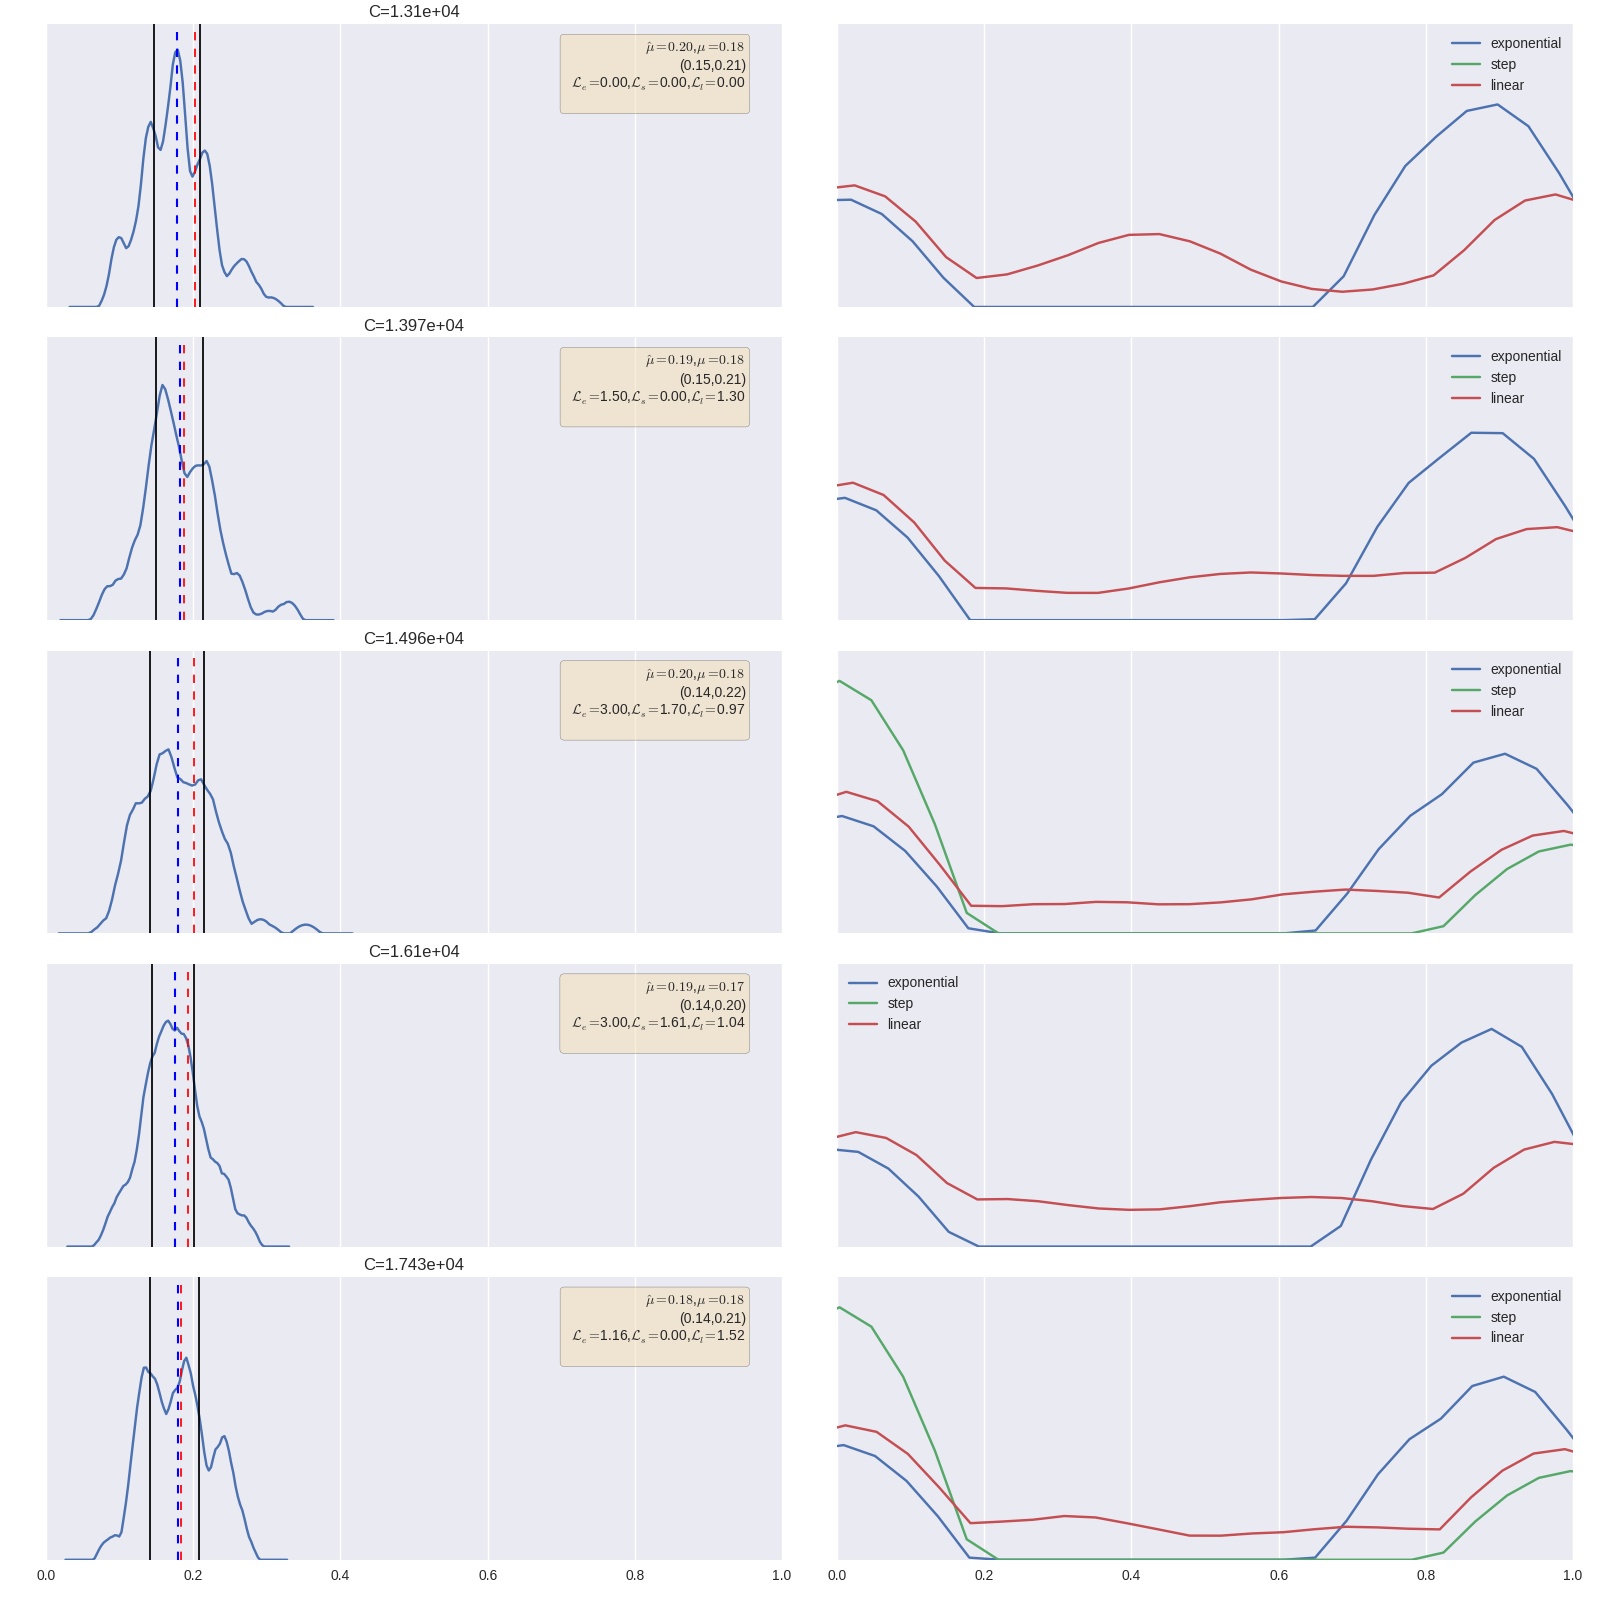 C=1.31e+04
μ̂=0.20,μ=0.18
(0.15,0.21)
ℒₑ=0.00,ℒₛ=0.00,ℒₗ=0.00
exponential
step
linear
C=1.397e+04
μ̂=0.19,μ=0.18
(0.15,0.21)
ℒₑ=1.50,ℒₛ=0.00,ℒₗ=1.30
exponential
step
linear
C=1.496e+04
μ̂=0.20,μ=0.18
(0.14,0.22)
ℒₑ=3.00,ℒₛ=1.70,ℒₗ=0.97
exponential
step
linear
C=1.61e+04
μ̂=0.19,μ=0.17
(0.14,0.20)
ℒₑ=3.00,ℒₛ=1.61,ℒₗ=1.04
exponential
step
linear
C=1.743e+04
μ̂=0.18,μ=0.18
(0.14,0.21)
ℒₑ=1.16,ℒₛ=0.00,ℒₗ=1.52
exponential
step
linear
0.0 0.2 0.4 0.6 0.8 1.0
0.0 0.2 0.4 0.6 0.8 1.0